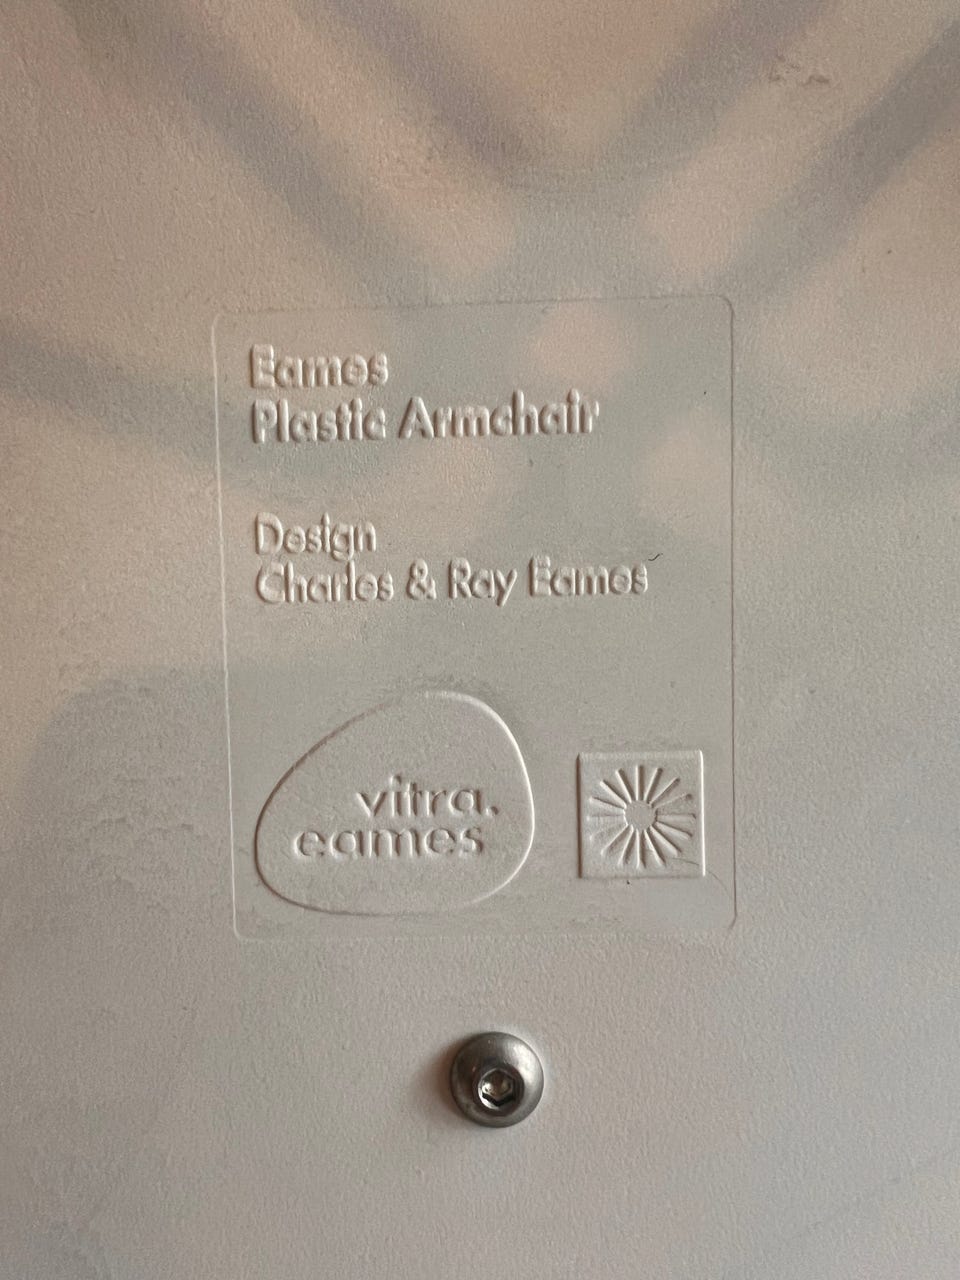 Eames
Plastic Armchair
Design
Charles & Ray Eames
vitra.
eames